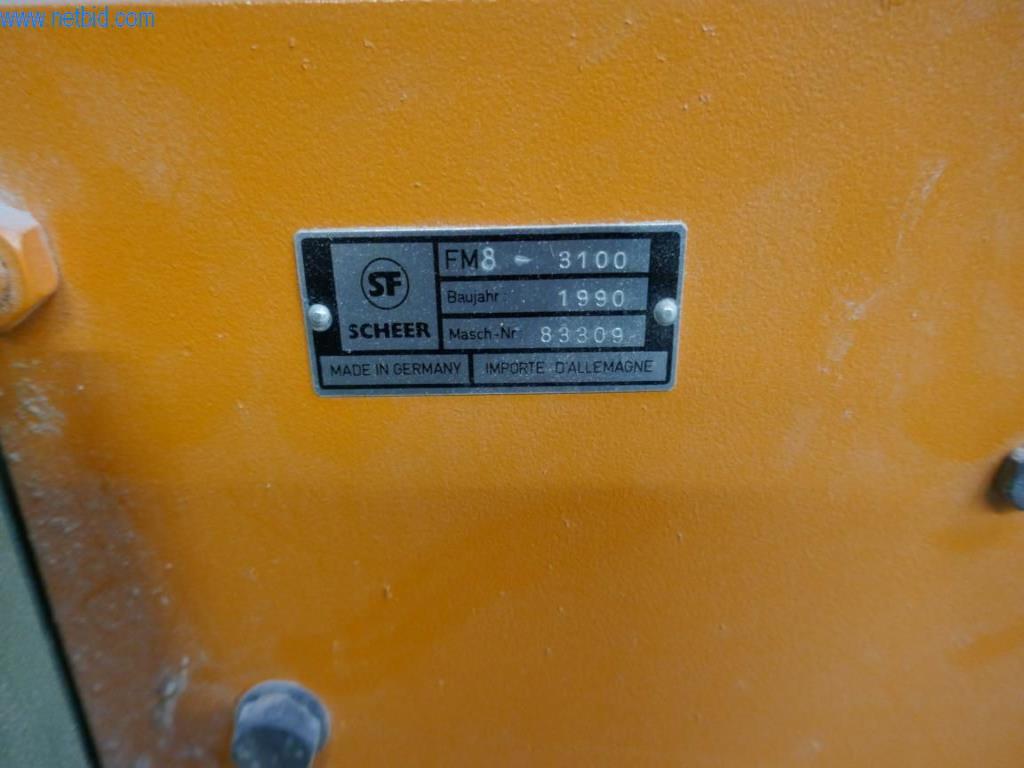 www.netbid.com
SF
SCHEER
FM8 - 3100
Baujahr: 1990
Masch.-Nr. 83309
MADE IN GERMANY
IMPORTE D'ALLEMAGNE